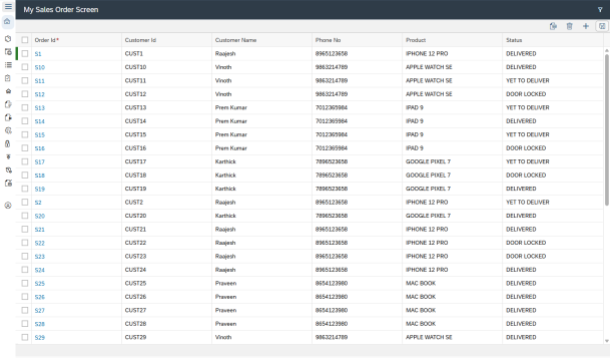 My Sales Order Screen
Order Id* Customer Id Customer Name Phone No Product Status
S1 CUST1 Raajesh 8965123658 IPHONE 12 PRO DELIVERED
S10 CUST10 Vinoth 9863214789 APPLE WATCH SE DELIVERED
S11 CUST11 Vinoth 9863214789 APPLE WATCH SE YET TO DELIVER
S12 CUST12 Vinoth 9863214789 APPLE WATCH SE DOOR LOCKED
S13 CUST13 Prem Kumar 7012365984 IPAD 9 YET TO DELIVER
S14 CUST14 Prem Kumar 7012365984 IPAD 9 DELIVERED
S15 CUST15 Prem Kumar 7012365984 IPAD 9 YET TO DELIVER
S16 CUST16 Prem Kumar 7012365984 IPAD 9 DOOR LOCKED
S17 CUST17 Karthick 7896523658 GOOGLE PIXEL 7 YET TO DELIVER
S18 CUST18 Karthick 7896523658 GOOGLE PIXEL 7 DOOR LOCKED
S19 CUST19 Karthick 7896523658 GOOGLE PIXEL 7 DELIVERED
S2 CUST2 Raajesh 8965123658 IPHONE 12 PRO YET TO DELIVER
S20 CUST20 Karthick 7896523658 GOOGLE PIXEL 7 DELIVERED
S21 CUST21 Raajesh 8965123658 IPHONE 12 PRO DELIVERED
S22 CUST22 Raajesh 8965123658 IPHONE 12 PRO DOOR LOCKED
S23 CUST23 Raajesh 8965123658 IPHONE 12 PRO DOOR LOCKED
S24 CUST24 Raajesh 8965123658 IPHONE 12 PRO DELIVERED
S25 CUST25 Praveen 8654123980 MAC BOOK DELIVERED
S26 CUST26 Praveen 8654123980 MAC BOOK DELIVERED
S27 CUST27 Praveen 8654123980 MAC BOOK DELIVERED
S28 CUST28 Praveen 8654123980 MAC BOOK DELIVERED
S29 CUST29 Vinoth 9863214789 APPLE WATCH SE DELIVERED